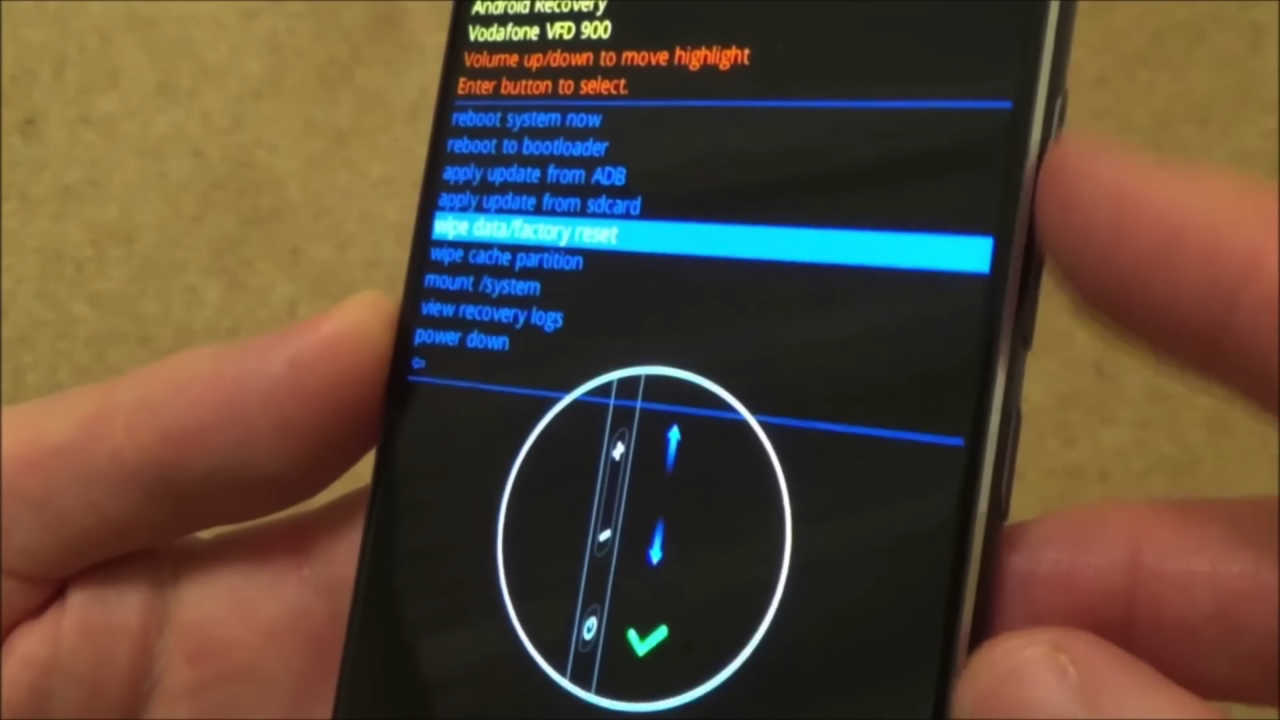 Android Recovery
Vodafone VFD 900
Volume up/down to move highlight
Enter button to select.
reboot system now
reboot to bootloader
apply update from ADB
apply update from sdcard
wipe data/factory reset
wipe cache partition
mount /system
view recovery logs
power down